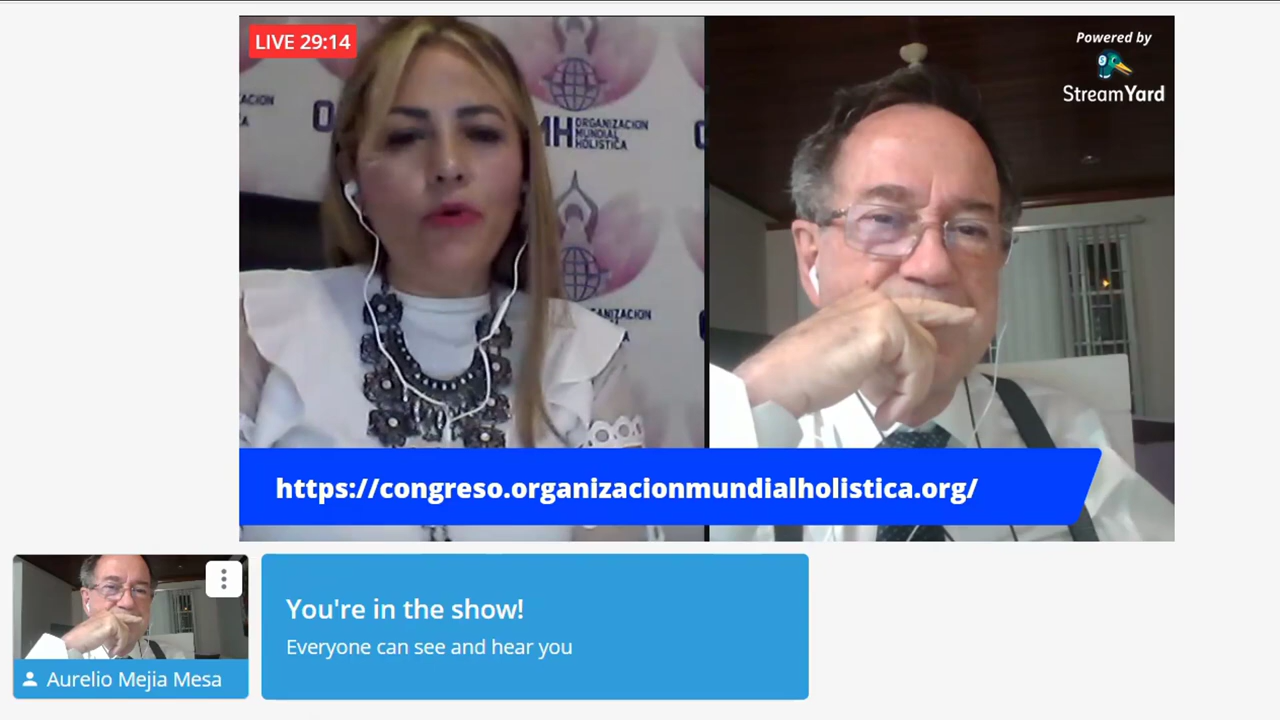 LIVE 29:14
Powered by
StreamYard
ORGANIZACION
MUNDIAL
HOLISTICA
https://congreso.organizacionmundialholistica.org/
You're in the show!
Everyone can see and hear you
Aurelio Mejia Mesa